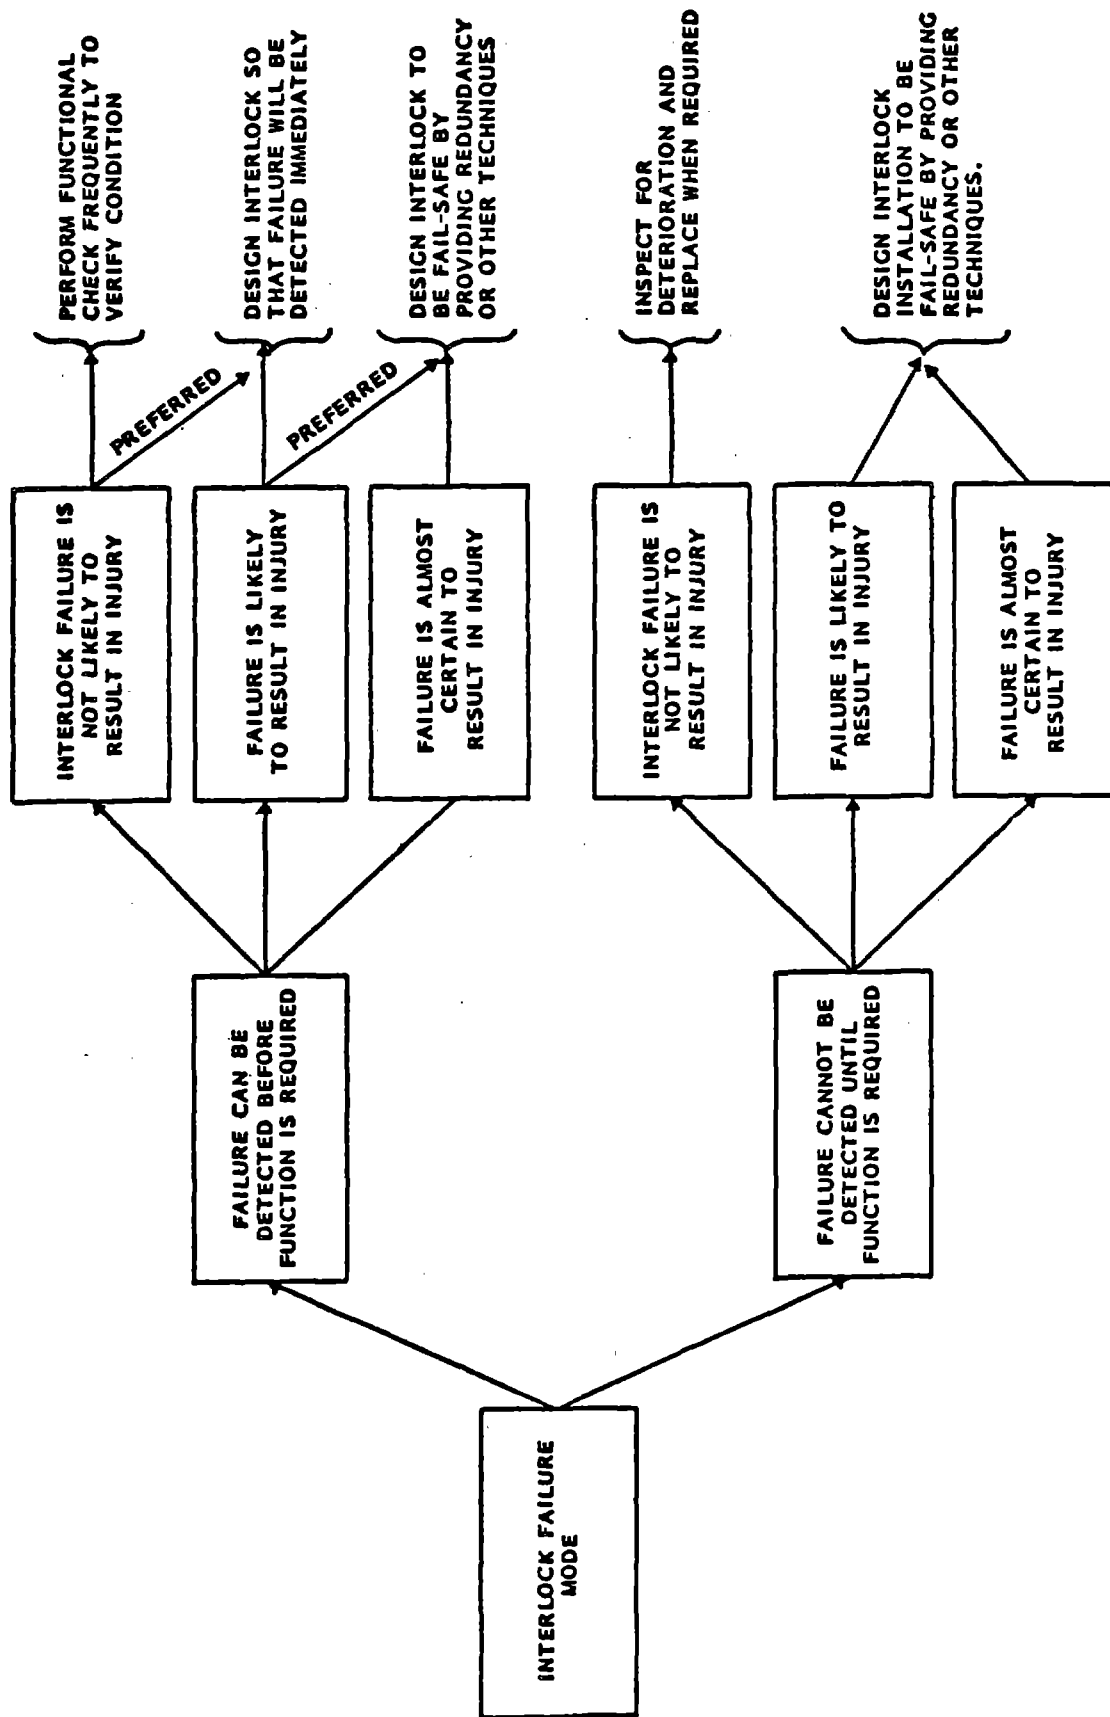 INTERLOCK FAILURE
MODE
FAILURE CAN BE
DETECTED BEFORE
FUNCTION IS REQUIRED
FAILURE CANNOT BE
DETECTED UNTIL
FUNCTION IS REQUIRED
INTERLOCK FAILURE IS
NOT LIKELY TO
RESULT IN INJURY
FAILURE IS LIKELY
TO RESULT IN INJURY
FAILURE IS ALMOST
CERTAIN TO
RESULT IN INJURY
INTERLOCK FAILURE IS
NOT LIKELY TO
RESULT IN INJURY
FAILURE IS LIKELY TO
RESULT IN INJURY
FAILURE IS ALMOST
CERTAIN TO
RESULT IN INJURY
PREFERRED
PREFERRED
PERFORM FUNCTIONAL
CHECK FREQUENTLY TO
VERIFY CONDITION
DESIGN INTERLOCK SO
THAT FAILURE WILL BE
DETECTED IMMEDIATELY
DESIGN INTERLOCK TO
BE FAIL-SAFE BY
PROVIDING REDUNDANCY
OR OTHER TECHNIQUES
INSPECT FOR
DETERIORATION AND
REPLACE WHEN REQUIRED
DESIGN INTERLOCK
INSTALLATION TO BE
FAIL-SAFE BY PROVIDING
REDUNDANCY OR OTHER
TECHNIQUES.